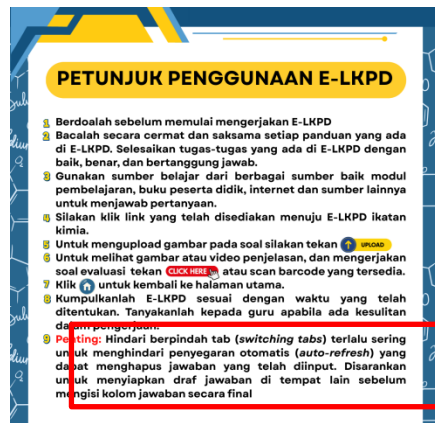 PETUNJUK PENGGUNAAN E-LKPD
1 Berdoalah sebelum memulai mengerjakan E-LKPD
2 Bacalah secara cermat dan saksama setiap panduan yang ada
di E-LKPD. Selesaikan tugas-tugas yang ada di E-LKPD dengan
baik, benar, dan bertanggung jawab.
3 Gunakan sumber belajar dari berbagai sumber baik modul
pembelajaran, buku peserta didik, internet dan sumber lainnya
untuk menjawab pertanyaan.
4 Silakan klik link yang telah disediakan menuju E-LKPD ikatan
kimia.
5 Untuk mengupload gambar pada soal silakan tekan UPLOAD
6 Untuk melihat gambar atau video penjelasan, dan mengerjakan
soal evaluasi tekan CLICK HERE atau scan barcode yang tersedia.
7 Klik untuk kembali ke halaman utama.
8 Kumpulkanlah E-LKPD sesuai dengan waktu yang telah
ditentukan. Tanyakanlah kepada guru apabila ada kesulitan
dalam pengerjaan.
9 Penting: Hindari berpindah tab (switching tabs) terlalu sering
untuk menghindari penyegaran otomatis (auto-refresh) yang
dapat menghapus jawaban yang telah diinput. Disarankan
untuk menyiapkan draf jawaban di tempat lain sebelum
mengisi kolom jawaban secara final